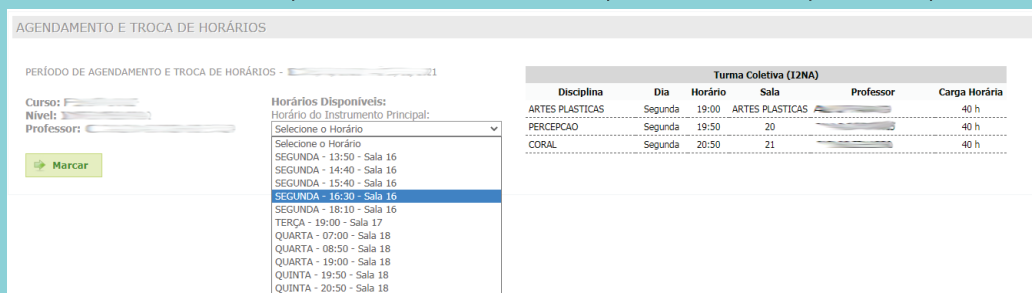 AGENDAMENTO E TROCA DE HORÁRIOS
PERÍODO DE AGENDAMENTO E TROCA DE HORÁRIOS -
Curso:
Nível:
Professor:
Marcar
Horários Disponíveis:
Horário do Instrumento Principal:
Selecione o Horário
Selecione o Horário
SEGUNDA - 13:50 - Sala 16
SEGUNDA - 14:40 - Sala 16
SEGUNDA - 15:40 - Sala 16
SEGUNDA - 16:30 - Sala 16
SEGUNDA - 18:10 - Sala 16
TERÇA - 19:00 - Sala 17
QUARTA - 07:00 - Sala 18
QUARTA - 08:50 - Sala 18
QUARTA - 19:00 - Sala 18
QUINTA - 19:50 - Sala 18
QUINTA - 20:50 - Sala 18
Turma Coletiva (I2NA)
Disciplina Dia Horário Sala Professor Carga Horária
ARTES PLASTICAS Segunda 19:00 ARTES PLASTICAS 40 h
PERCEPCAO Segunda 19:50 20 40 h
CORAL Segunda 20:50 21 40 h